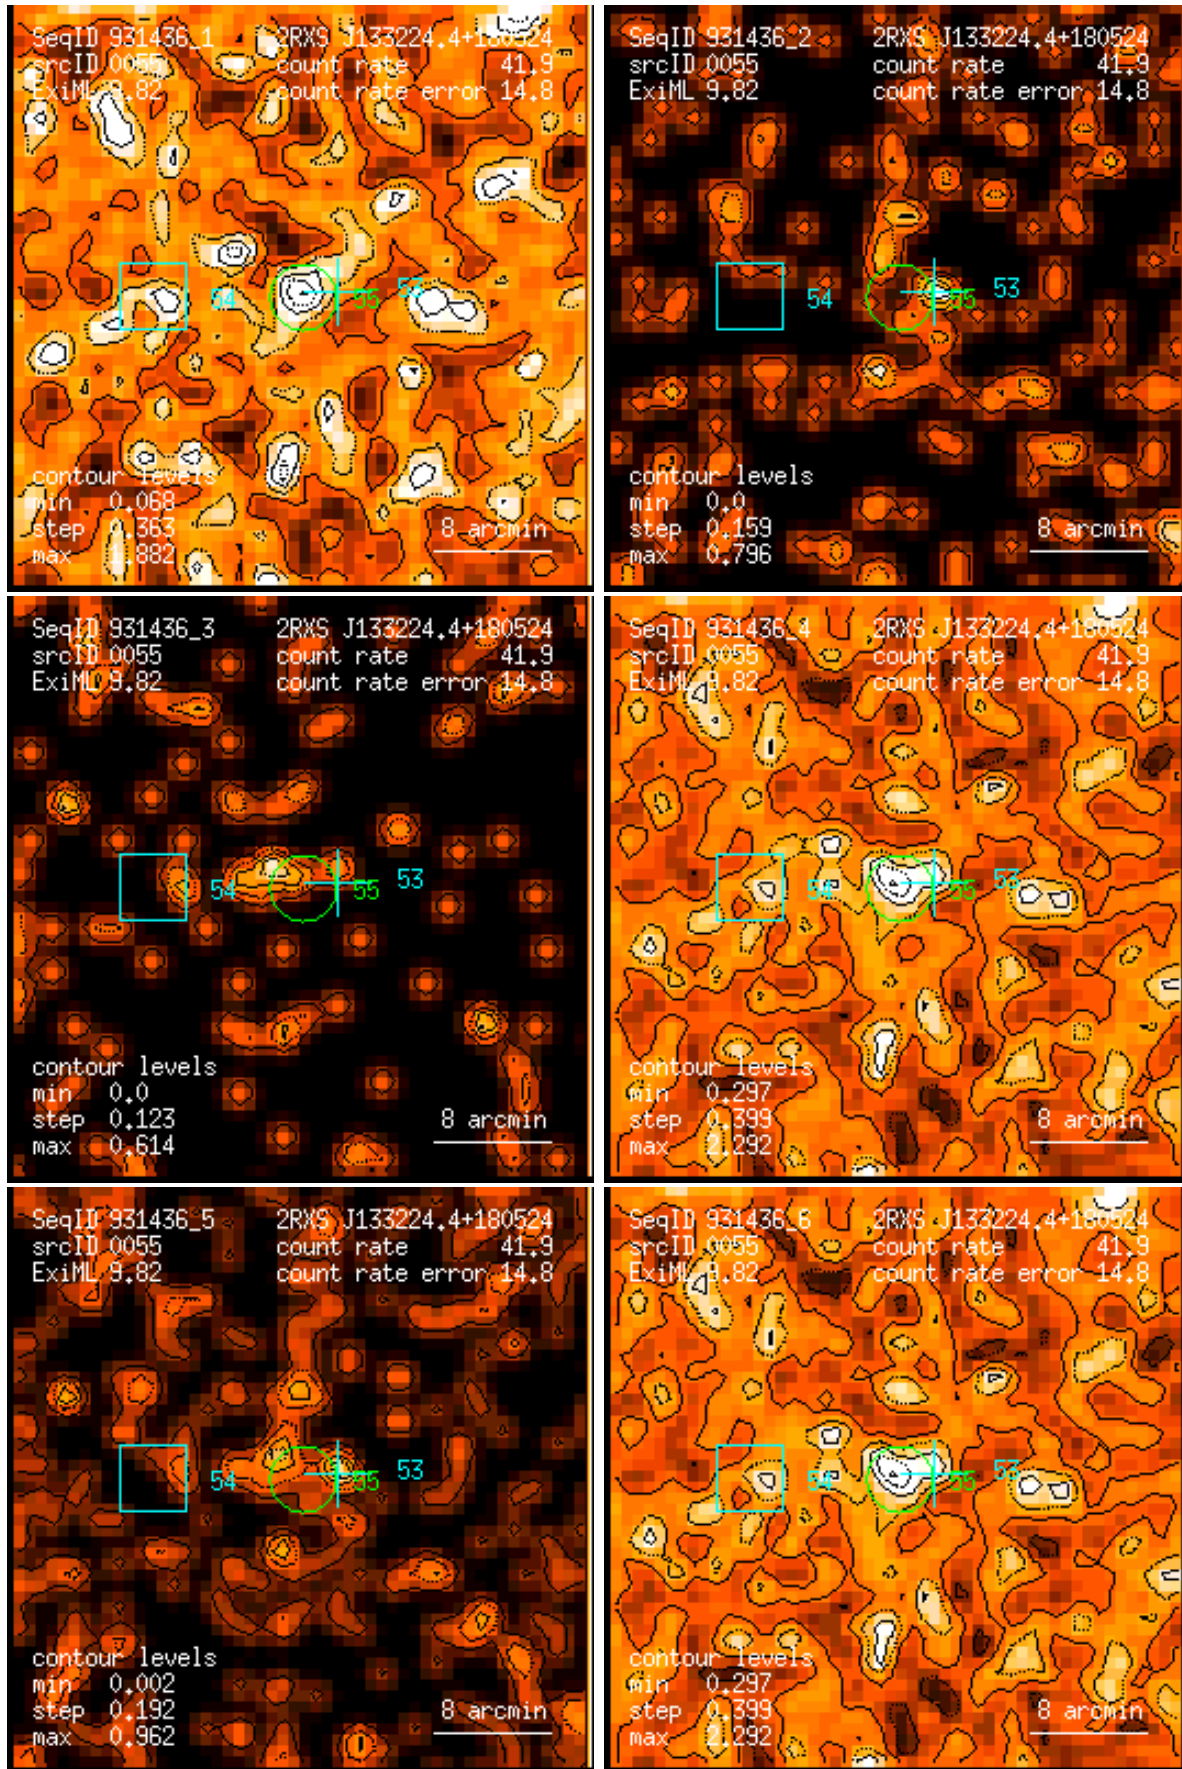 SeqID 931436_1 2RXS J133224.4+180524
srcID 0055 count rate 41.9
ExiML 9.82 count rate error 14.8
54 55 53
contour levels
min 0.068
step 0.363 8 arcmin
max 1.882
SeqID 931436_2 2RXS J133224.4+180524
srcID 0055 count rate 41.9
ExiML 9.82 count rate error 14.8
54 55 53
contour levels
min 0.0
step 0.159 8 arcmin
max 0.796
SeqID 931436_3 2RXS J133224.4+180524
srcID 0055 count rate 41.9
ExiML 9.82 count rate error 14.8
54 55 53
contour levels
min 0.0
step 0.123 8 arcmin
max 0.614
SeqID 931436_4 2RXS J133224.4+180524
srcID 0055 count rate 41.9
ExiML 9.82 count rate error 14.8
54 55 53
contour levels
min 0.297
step 0.399 8 arcmin
max 2.292
SeqID 931436_5 2RXS J133224.4+180524
srcID 0055 count rate 41.9
ExiML 9.82 count rate error 14.8
54 55 53
contour levels
min 0.002
step 0.192 8 arcmin
max 0.962
SeqID 931436_6 2RXS J133224.4+180524
srcID 0055 count rate 41.9
ExiML 9.82 count rate error 14.8
54 55 53
contour levels
min 0.297
step 0.399 8 arcmin
max 2.292